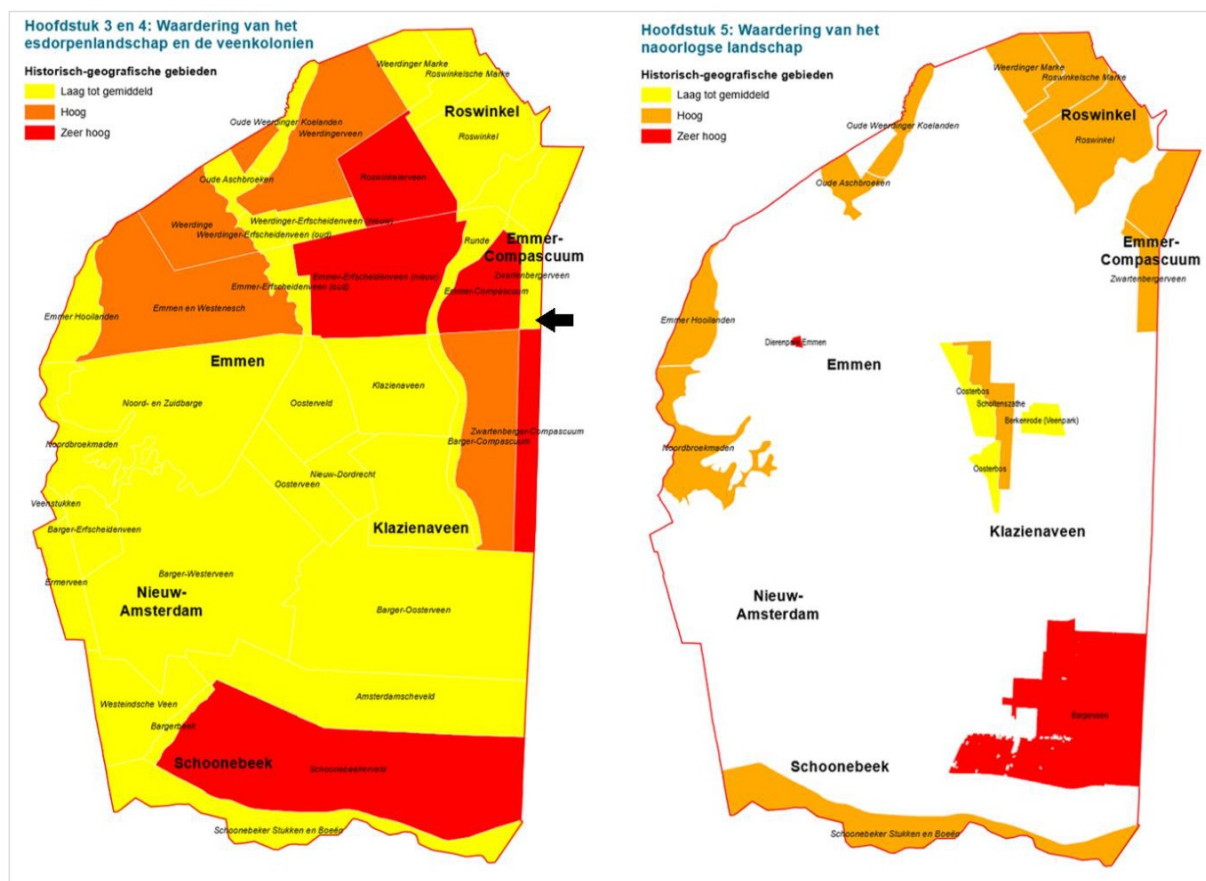 Hoofdstuk 3 en 4: Waardering van het
esdorpenlandschap en de veenkolonien
Historisch-geografische gebieden
Laag tot gemiddeld
Hoog
Zeer hoog
Weerdinger Marke
Roswinkelsche Marke
Roswinkel
Roswinkel
Oude Weerdinger Koelanden
Weerdingerveen
Roswinkelerveen
Oude Aschbroeken
Weerdinger-Erfscheidenveen (nieuw)
Weerdinge
Weerdinger-Erfscheidenveen (oud)
Runde
Emmer-
Compascuum
Zwartenbergerveen
Emmer-Erfscheidenveen (nieuw)
Emmer-Erfscheidenveen (oud)
Emmer-Compascuum
Emmen en Westenesch
Emmer Hooilanden
Emmen
Klazienaveen
Noord- en Zuidbarge
Oosterveld
Zwartenberger-Compascuum
Barger-Compascuum
Noordbroekmaden
Nieuw-Dordrecht
Oosterveen
Veenstukken
Klazienaveen
Barger-Erfscheidenveen
Ermerveen
Barger-Westerveen
Nieuw-
Amsterdam
Barger-Oosterveen
Westeindsche Veen
Amsterdamscheveld
Bargerbeek
Schoonebeek
Schoonebeekerveld
Schoonebeker Stukken en Boeën
Hoofdstuk 5: Waardering van het
naoorlogse landschap
Historisch-geografische gebieden
Laag tot gemiddeld
Hoog
Zeer hoog
Weerdinger Marke
Roswinkelsche Marke
Roswinkel
Roswinkel
Oude Weerdinger Koelanden
Oude Aschbroeken
Emmer-
Compascuum
Zwartenbergerveen
Emmer Hooilanden
Dierenpark Emmen
Emmen
Oosterbos
Scholtenszathe
Berkenrode (Veenpark)
Noordbroekmaden
Oosterbos
Klazienaveen
Nieuw-
Amsterdam
Bargerveen
Schoonebeek
Schoonebeker Stukken en Boeën